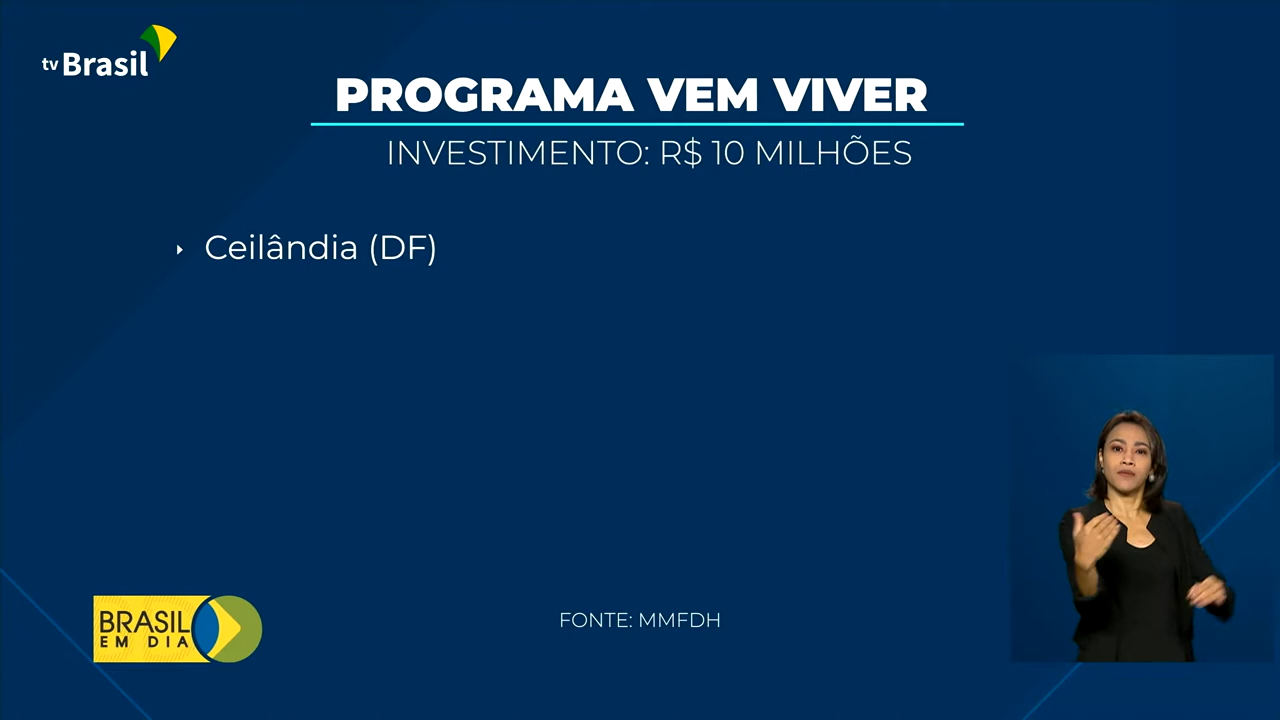 tv Brasil
PROGRAMA VEM VIVER
INVESTIMENTO: R$ 10 MILHÕES
Ceilândia (DF)
BRASIL
EM DIA
FONTE: MMFDH